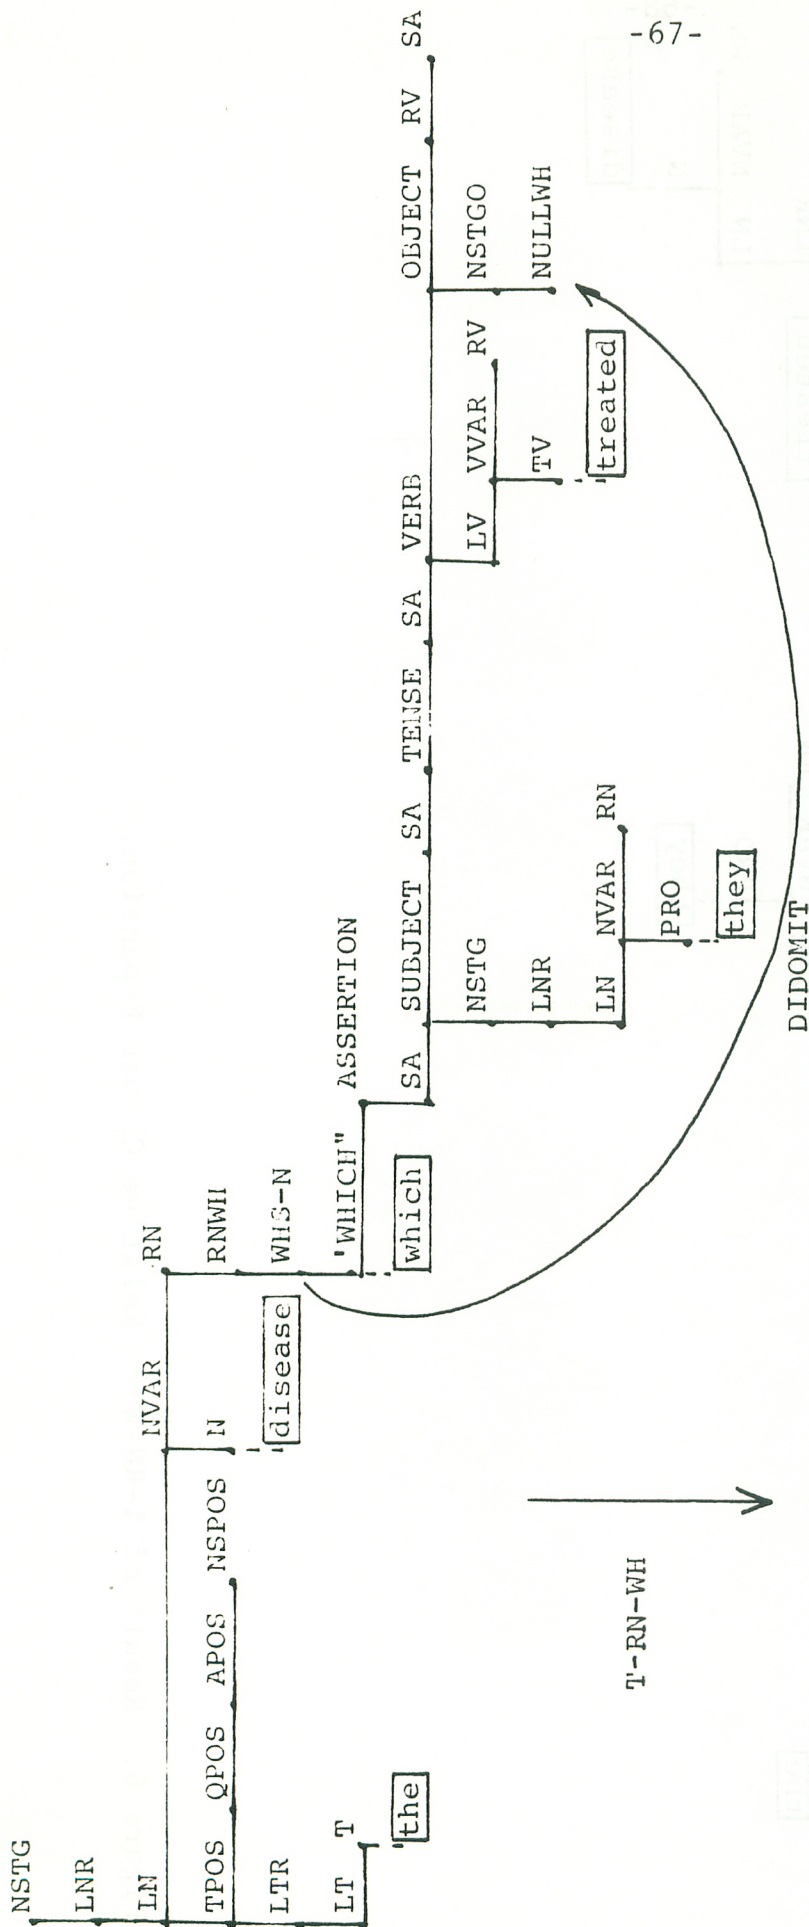 -67-
NSTG
LNR
LN NVAR RN
TPOS QPOS APOS NSPOS N RNWH
LTR disease WHS-N
LT T "WHICH" ASSERTION
the which SA SUBJECT SA TENSE SA VERB OBJECT RV SA
NSTG LV VVAR RV NSTGO
LNR TV NULLWH
LN NVAR RN treated
PRO
they
T-RN-WH
DIDOMIT